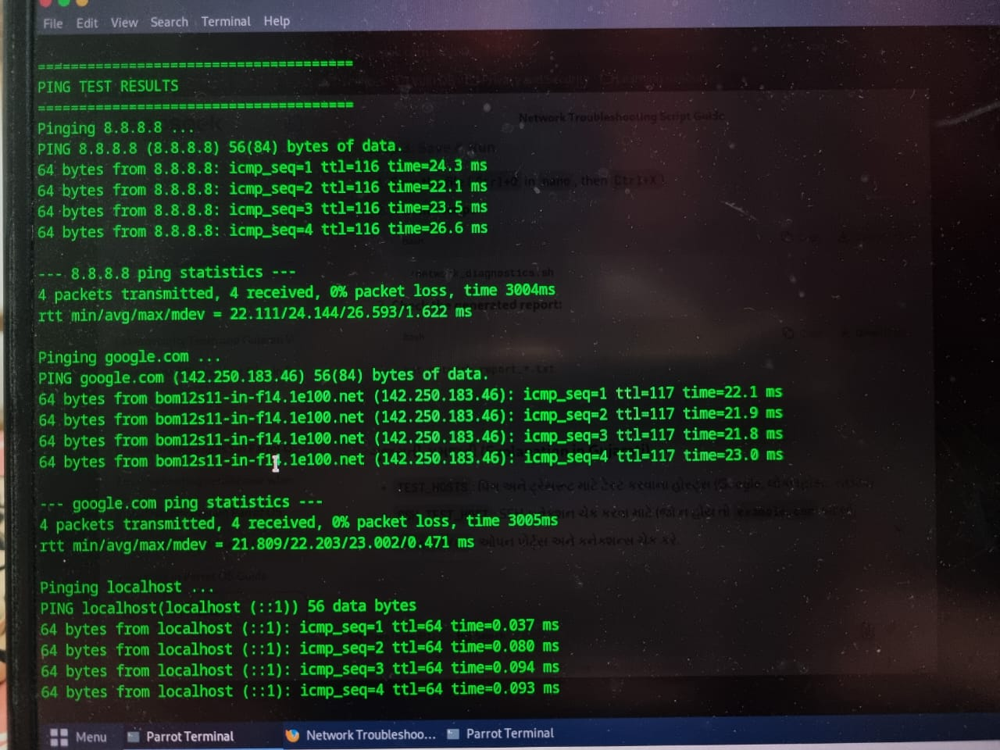 File Edit View Search Terminal Help
======================================
PING TEST RESULTS
======================================
Pinging 8.8.8.8 ...
PING 8.8.8.8 (8.8.8.8) 56(84) bytes of data.
64 bytes from 8.8.8.8: icmp_seq=1 ttl=116 time=24.3 ms
64 bytes from 8.8.8.8: icmp_seq=2 ttl=116 time=22.1 ms
64 bytes from 8.8.8.8: icmp_seq=3 ttl=116 time=23.5 ms
64 bytes from 8.8.8.8: icmp_seq=4 ttl=116 time=26.6 ms
--- 8.8.8.8 ping statistics ---
4 packets transmitted, 4 received, 0% packet loss, time 3004ms
rtt min/avg/max/mdev = 22.111/24.144/26.593/1.622 ms
Pinging google.com ...
PING google.com (142.250.183.46) 56(84) bytes of data.
64 bytes from bom12s11-in-f14.1e100.net (142.250.183.46): icmp_seq=1 ttl=117 time=22.1 ms
64 bytes from bom12s11-in-f14.1e100.net (142.250.183.46): icmp_seq=2 ttl=117 time=21.9 ms
64 bytes from bom12s11-in-f14.1e100.net (142.250.183.46): icmp_seq=3 ttl=117 time=21.8 ms
64 bytes from bom12s11-in-f14.1e100.net (142.250.183.46): icmp_seq=4 ttl=117 time=23.0 ms
--- google.com ping statistics ---
4 packets transmitted, 4 received, 0% packet loss, time 3005ms
rtt min/avg/max/mdev = 21.809/22.203/23.002/0.471 ms
Pinging localhost ...
PING localhost(localhost (::1)) 56 data bytes
64 bytes from localhost (::1): icmp_seq=1 ttl=64 time=0.037 ms
64 bytes from localhost (::1): icmp_seq=2 ttl=64 time=0.080 ms
64 bytes from localhost (::1): icmp_seq=3 ttl=64 time=0.094 ms
64 bytes from localhost (::1): icmp_seq=4 ttl=64 time=0.093 ms
Network Troubleshooting Script Guide
in nano, then Ctrl+X
network_diagnostics.sh
TEST_HOSTS
Menu Parrot Terminal Network Troubleshoo... Parrot Terminal